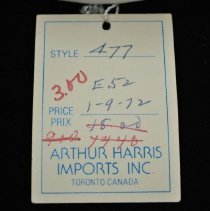 STYLE 477
3.00 E52
PRICE 1-9-72
PRIX 18.00
ARTHUR HARRIS
IMPORTS INC.
TORONTO CANADA